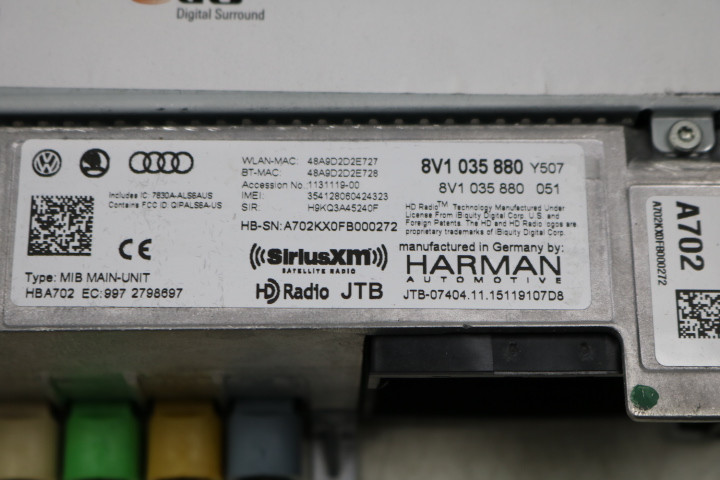 Digital Surround
WLAN-MAC: 48A9D2D2E727
BT-MAC: 48A9D2D2E728
Accession No.: 1131119-00
IMEI: 354128060424323
SIR: H9KQ3A45240F
HB-SN: A702KX0FB000272
8V1 035 880 Y507
8V1 035 880 051
HD Radio™ Technology Manufactured Under
License From iBiquity Digital Corp. U.S. and
Foreign Patents. The HD and HD Radio logos are
proprietary trademarks of iBiquity Digital Corp.
Includes IC: 7830A-ALS6AUS
Contains FCC ID
CE
Type: MIB MAIN-UNIT
HBA702 EC:997 2798697
((SiriusXM))
SATELLITE RADIO
HD Radio JTB
manufactured in Germany by:
HARMAN
AUTOMOTIVE
JTB-07404.11.15119107D8
A702
A702KX0FB000272